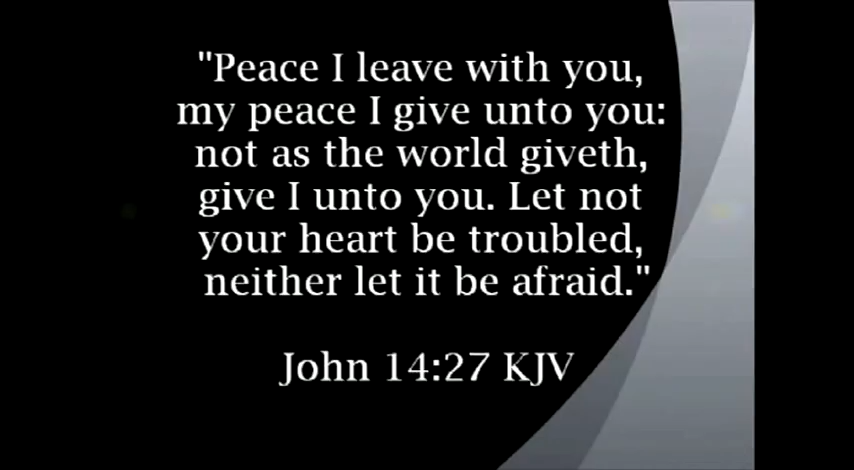 "Peace I leave with you,
my peace I give unto you:
not as the world giveth,
give I unto you. Let not
your heart be troubled,
neither let it be afraid."
John 14:27 KJV